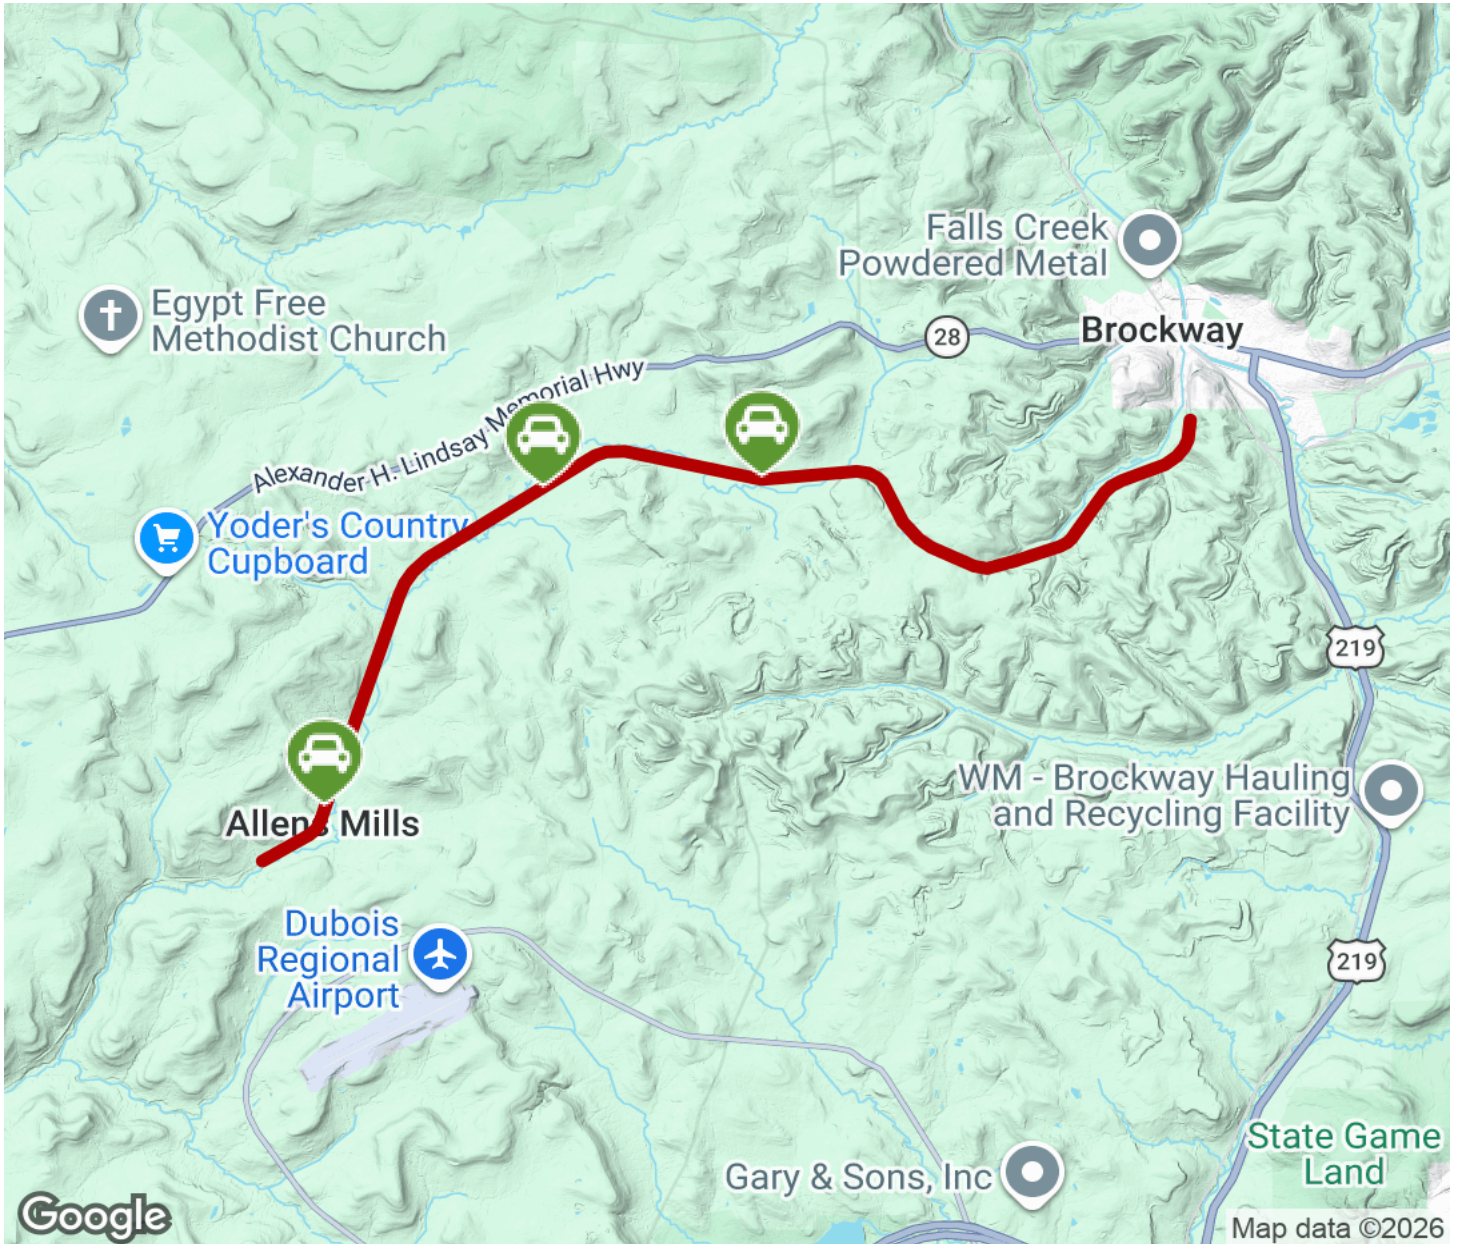 Falls Creek
Powdered Metal
Egypt Free
Methodist Church
Brockway
28
Alexander H. Lindsay Memorial Hwy
Yoder's Country
Cupboard
219
WM - Brockway Hauling
and Recycling Facility
Allens Mills
Dubois
Regional
Airport
219
State Game
Land
Gary & Sons, Inc
Google
Map data ©2026